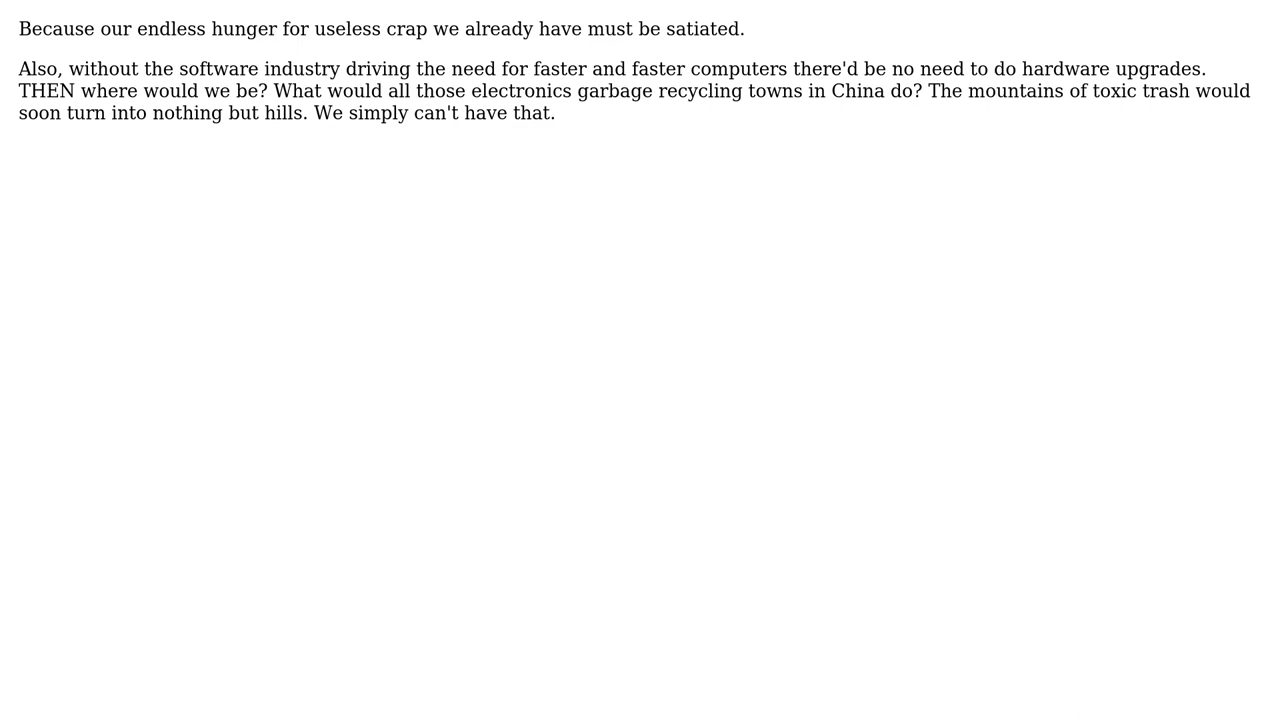 Because our endless hunger for useless crap we already have must be satiated.
Also, without the software industry driving the need for faster and faster computers there'd be no need to do hardware upgrades.
THEN where would we be? What would all those electronics garbage recycling towns in China do? The mountains of toxic trash would
soon turn into nothing but hills. We simply can't have that.